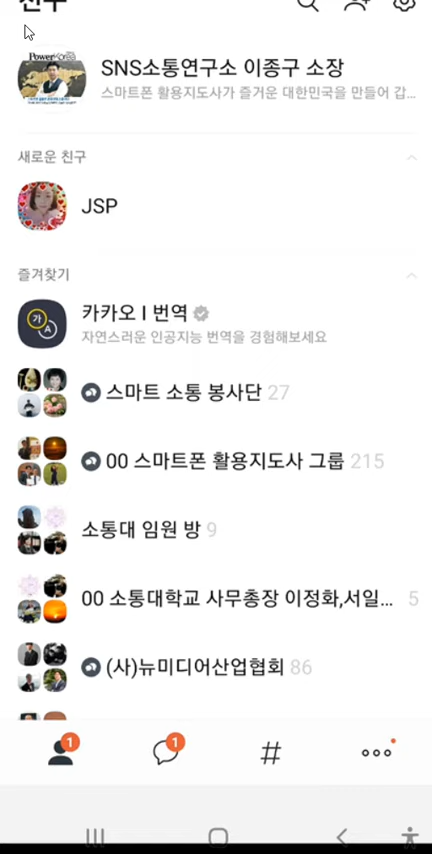 친구
PowerKorea
SNS소통연구소 이종구 소장
스마트폰 활용지도사가 즐거운 대한민국을 만들어 갑...
새로운 친구
JSP
즐겨찾기
가
A
카카오 I 번역
자연스러운 인공지능 번역을 경험해보세요
스마트 소통 봉사단 27
00 스마트폰 활용지도사 그룹 215
소통대 임원 방 9
00 소통대학교 사무총장 이정화,서일... 5
(사)뉴미디어산업협회 86
1
1
#